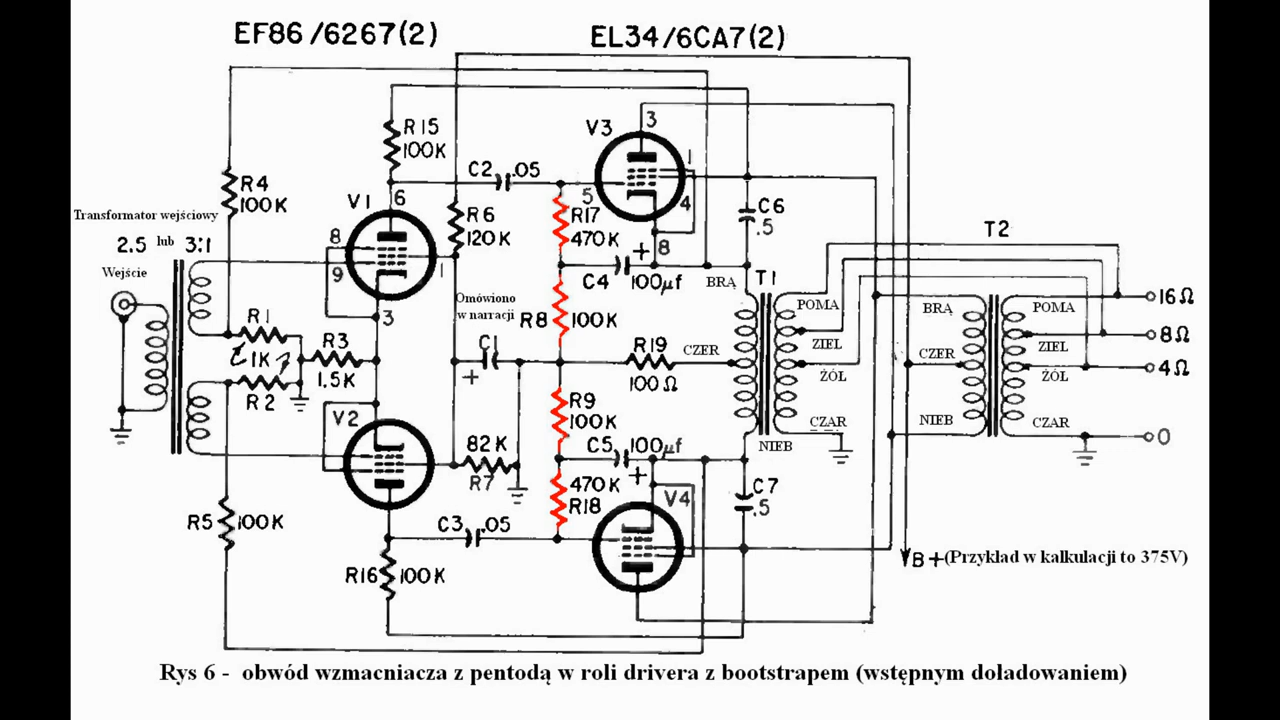 EF86/6267(2)
EL34/6CA7(2)
R15
100K
V3
3
1
C2 .05
5
4
R4
100K
V1
6
R6
120K
R17
470K
C6
.5
T2
Transformator wejściowy
2.5 lub 3:1
8
9
1
+
8
Wejście
C4 100μf
BRĄ
T1
POMA
BRĄ
POMA
16Ω
Omówiono
w narracji
3
R1
1K
R3
1.5K
R2
R8
100K
C1
+
R19
100Ω
CZER
ZIEL
ŻÓL
CZER
ZIEL
ŻÓL
8Ω
4Ω
V2
R9
100K
CZAR
NIEB
NIEB
CZAR
0
82 K
R7
C5 100μf
+
470K
R18
V4
C7
.5
R5
100K
C3 .05
R16
100K
B+(Przykład w kalkulacji to 375V)
Rys 6 - obwód wzmacniacza z pentodą w roli drivera z bootstrapem (wstępnym doladowaniem)